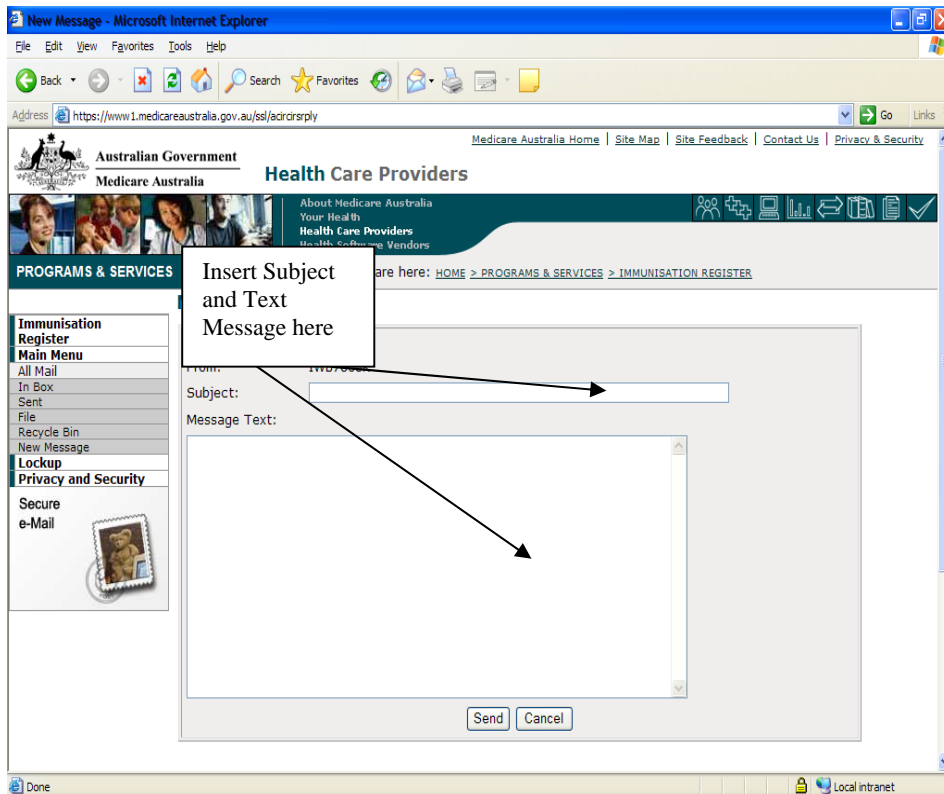 New Message - Microsoft Internet Explorer
File Edit View Favorites Tools Help
Back Search Favorites
Address https://www1.medicareaustralia.gov.au/ssl/acircirsrply Go Links
Medicare Australia Home | Site Map | Site Feedback | Contact Us | Privacy & Security
Australian Government
Medicare Australia
Health Care Providers
About Medicare Australia
Your Health
Health Care Providers
Health Software Vendors
PROGRAMS & SERVICES
are here: HOME > PROGRAMS & SERVICES > IMMUNISATION REGISTER
Insert Subject
and Text
Message here
Immunisation
Register
Main Menu
All Mail
In Box
Sent
File
Recycle Bin
New Message
Lockup
Privacy and Security
Secure
e-Mail
From:
Subject:
Message Text:
Send Cancel
Done Local intranet